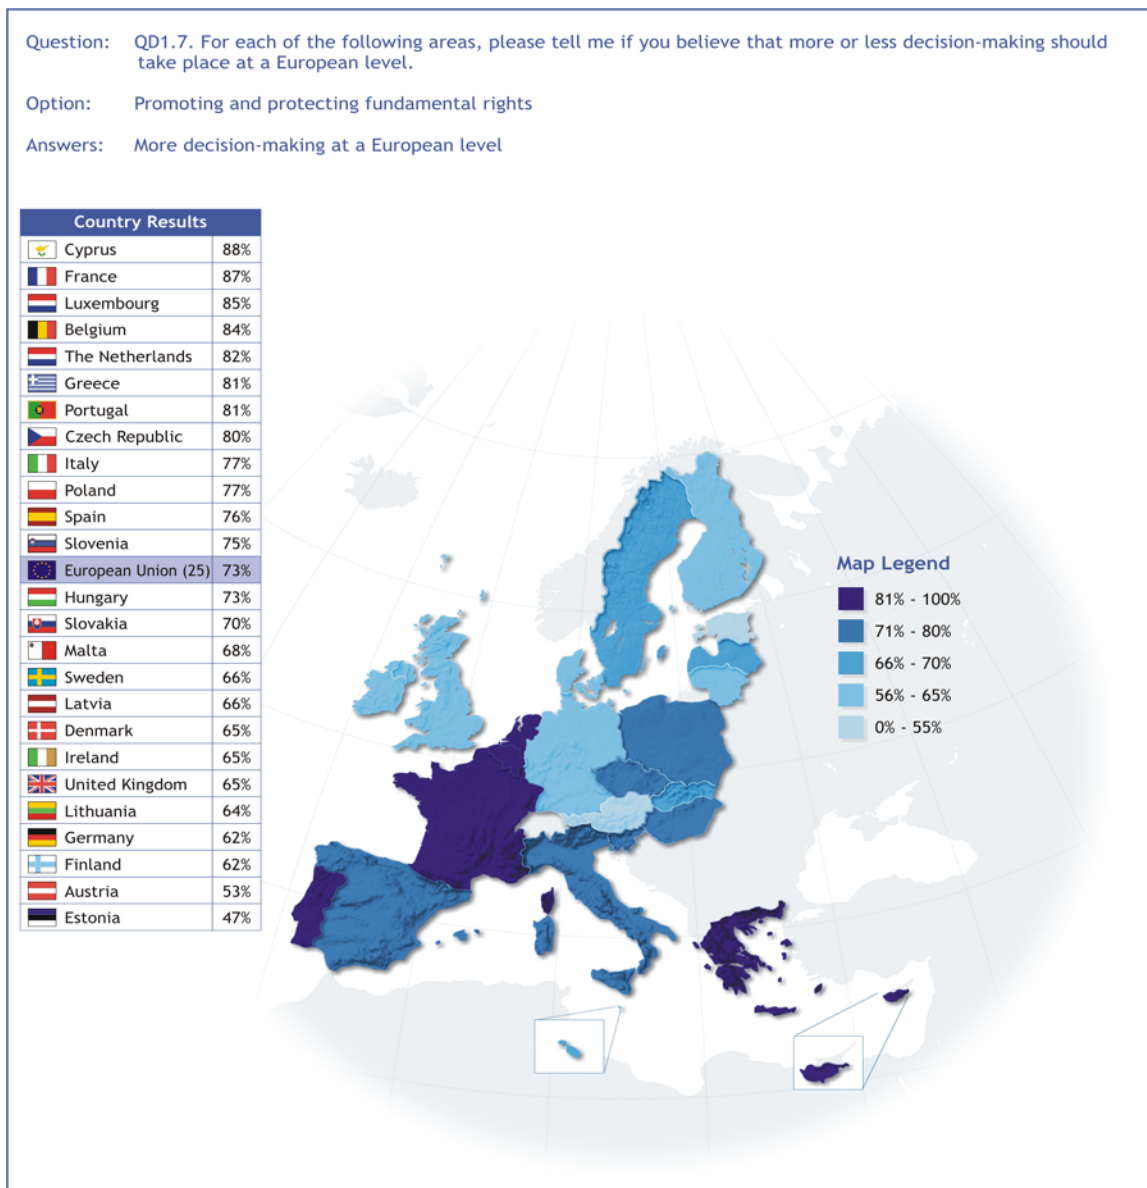 Question: QD1.7. For each of the following areas, please tell me if you believe that more or less decision-making should
take place at a European level.
Option: Promoting and protecting fundamental rights
Answers: More decision-making at a European level
Country Results
Cyprus 88%
France 87%
Luxembourg 85%
Belgium 84%
The Netherlands 82%
Greece 81%
Portugal 81%
Czech Republic 80%
Italy 77%
Poland 77%
Spain 76%
Slovenia 75%
European Union (25) 73%
Hungary 73%
Slovakia 70%
Malta 68%
Sweden 66%
Latvia 66%
Denmark 65%
Ireland 65%
United Kingdom 65%
Lithuania 64%
Germany 62%
Finland 62%
Austria 53%
Estonia 47%
Map Legend
81% - 100%
71% - 80%
66% - 70%
56% - 65%
0% - 55%